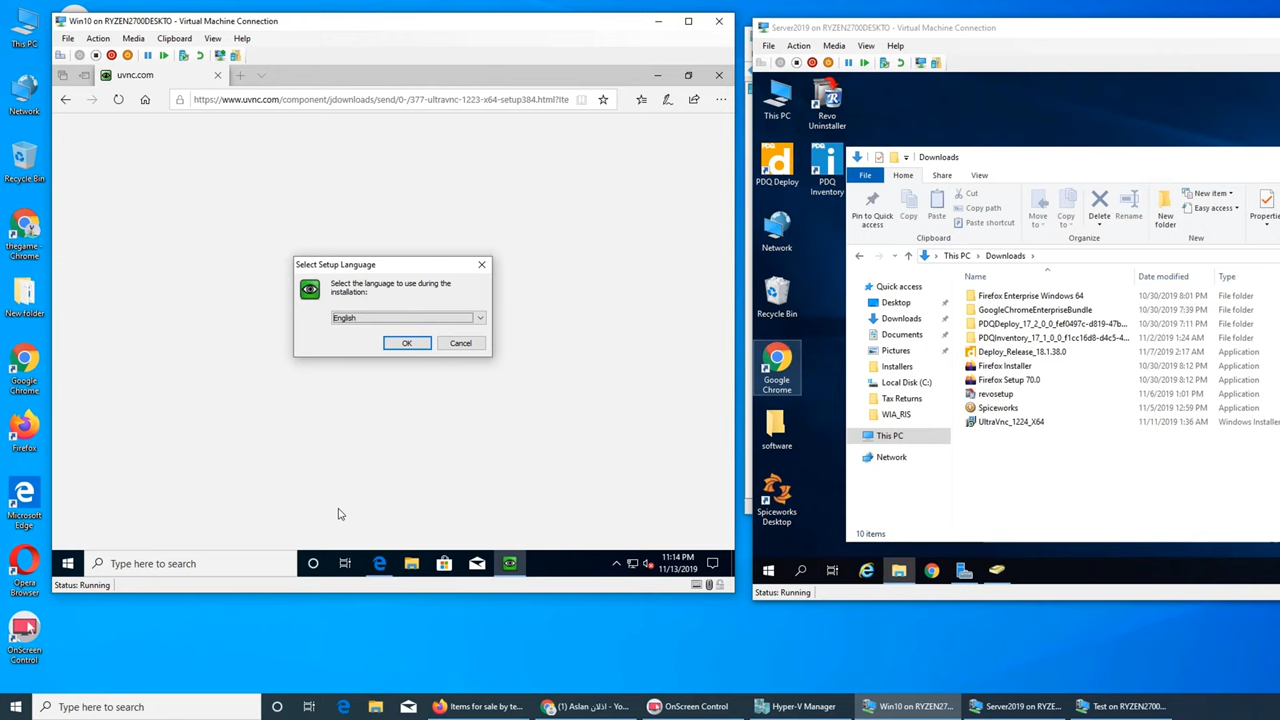 This PC
Network
Recycle Bin
thegame -
Chrome
New folder
Google
Chrome
Firefox
Microsoft
Edge
Opera
Browser
OnScreen
Control
Win10 on RYZEN2700DESKTO - Virtual Machine Connection
File Action Media Clipboard View Help
uvnc.com
https://www.uvnc.com/component/jdownloads/send/0-/377-ultravnc-1223-x64-setup384.html?Ite
Select Setup Language
Select the language to use during the
installation:
English
OK Cancel
Type here to search
11:14 PM
11/13/2019
Status: Running
Server2019 on RYZEN2700DESKTO - Virtual Machine Connection
File Action Media View Help
This PC
Revo
Uninstaller
PDQ Deploy
PDQ
Inventory
Network
Recycle Bin
Google
Chrome
software
Spiceworks
Desktop
Downloads
File Home Share View
Pin to Quick
access
Copy
Paste
Cut
Copy path
Paste shortcut
Clipboard
Move
to
Copy
to
Delete
Rename
Organize
New
folder
New item
Easy access
New
Properti
This PC > Downloads >
Name Date modified Type
Quick access
Desktop
Downloads
Documents
Pictures
Installers
Local Disk (C:)
Tax Returns
WIA_RIS
This PC
Network
Firefox Enterprise Windows 64 10/30/2019 8:01 PM File folder
GoogleChromeEnterpriseBundle 10/30/2019 7:39 PM File folder
PDQDeploy_17_2_0_0_fef0497c-d819-47b... 10/30/2019 7:11 PM File folder
PDQInventory_17_1_0_0_f1cc16d8-d4c5-4... 11/2/2019 1:24 AM File folder
Deploy_Release_18.1.38.0 11/7/2019 2:17 AM Application
Firefox Installer 10/30/2019 8:12 PM Application
Firefox Setup 70.0 10/30/2019 8:12 PM Application
revosetup 11/6/2019 1:01 PM Application
Spiceworks 11/5/2019 12:59 PM Application
UltraVnc_1224_X64 11/11/2019 1:36 AM Windows Installe
10 items
Status: Running
Type here to search
Items for sale by te...
(1) Aslan اذلان - Yo...
OnScreen Control
Hyper-V Manager
Win10 on RYZEN27...
Server2019 on RYZE...
Test on RYZEN2700...